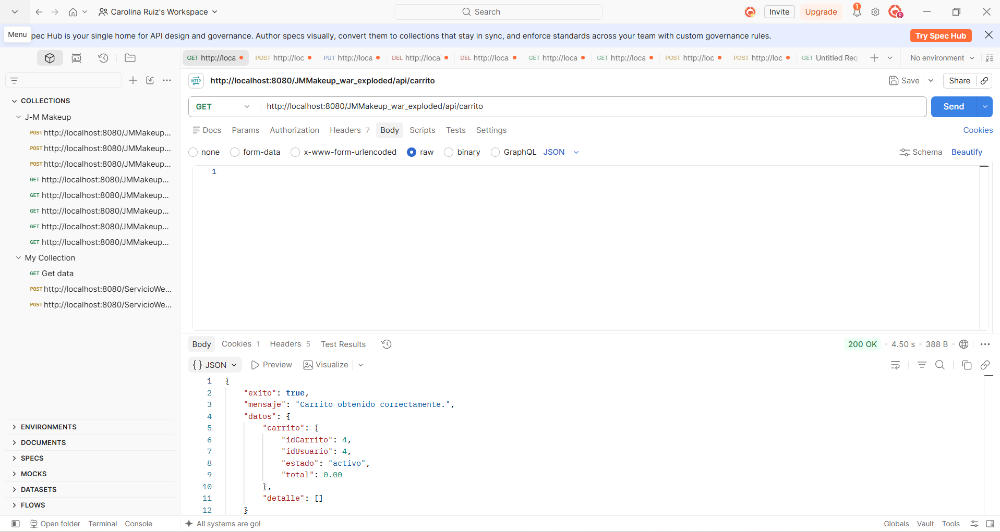 Carolina Ruiz's Workspace
Search
Invite
Upgrade
1
Menu
pec Hub is your single home for API design and governance. Author specs visually, convert them to collections that stay in sync, and enforce standards across your team with custom governance rules.
Try Spec Hub
GET http://loca
POST http://loc
PUT http://loca
DEL http://loca
DEL http://loca
GET http://loca
GET http://loca
POST http://loc
POST http://loc
GET Untitled Req
No environment
HTTP
http://localhost:8080/JMMakeup_war_exploded/api/carrito
Save
Share
COLLECTIONS
J-M Makeup
POST http://localhost:8080/JMMakeup...
POST http://localhost:8080/JMMakeup...
POST http://localhost:8080/JMMakeup...
GET http://localhost:8080/JMMakeup...
GET http://localhost:8080/JMMakeup...
GET http://localhost:8080/JMMakeup...
GET http://localhost:8080/JMMakeup...
GET http://localhost:8080/JMMakeup...
My Collection
GET Get data
POST http://localhost:8080/ServicioWe...
POST http://localhost:8080/ServicioWe...
ENVIRONMENTS
DOCUMENTS
SPECS
MOCKS
DATASETS
FLOWS
GET
http://localhost:8080/JMMakeup_war_exploded/api/carrito
Send
Docs Params Authorization Headers 7 Body Scripts Tests Settings
Cookies
none form-data x-www-form-urlencoded raw binary GraphQL JSON
Schema Beautify
1
Body Cookies 1 Headers 5 Test Results
200 OK • 4.50 s • 388 B
{} JSON Preview Visualize
1 {
2 "exito": true,
3 "mensaje": "Carrito obtenido correctamente.",
4 "datos": {
5 "carrito": {
6 "idCarrito": 4,
7 "idUsuario": 4,
8 "estado": "activo",
9 "total": 0.00
10 },
11 "detalle": []
12 }
Open folder Terminal Console
All systems are go!
Globals Vault Tools